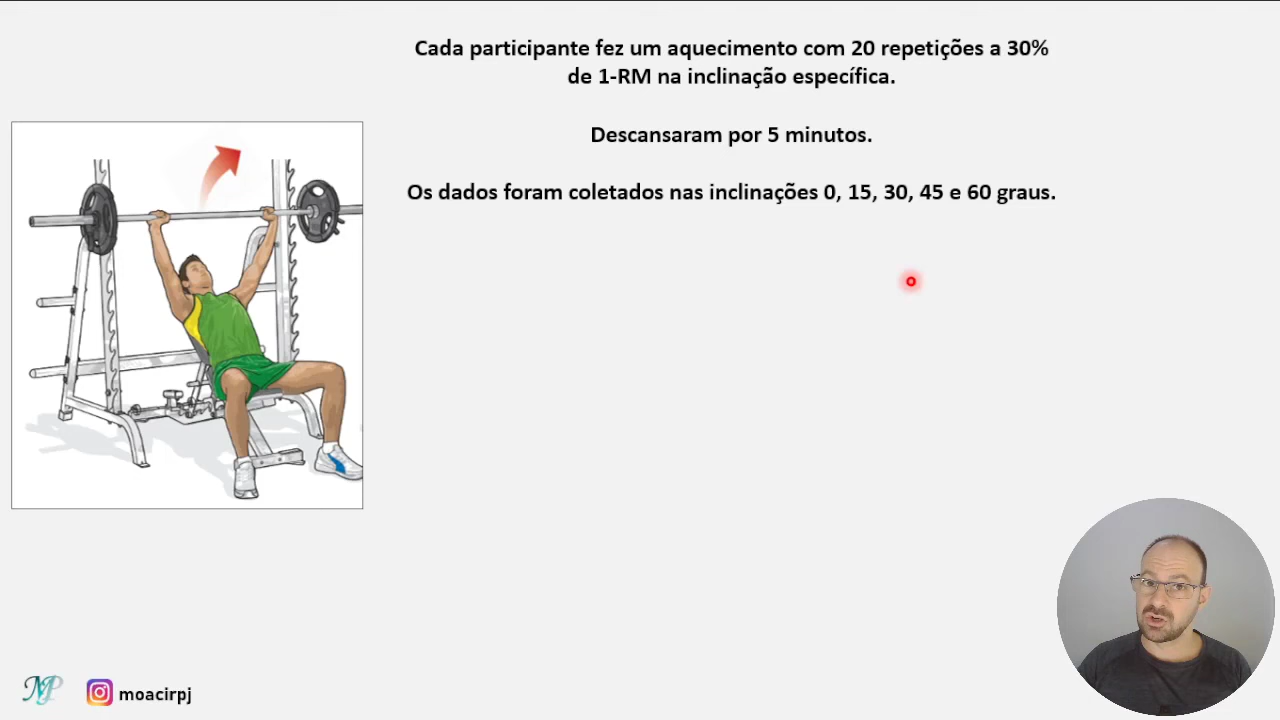 Cada participante fez um aquecimento com 20 repetições a 30%
de 1-RM na inclinação específica.
Descansaram por 5 minutos.
Os dados foram coletados nas inclinações 0, 15, 30, 45 e 60 graus.
MP
moacirpj